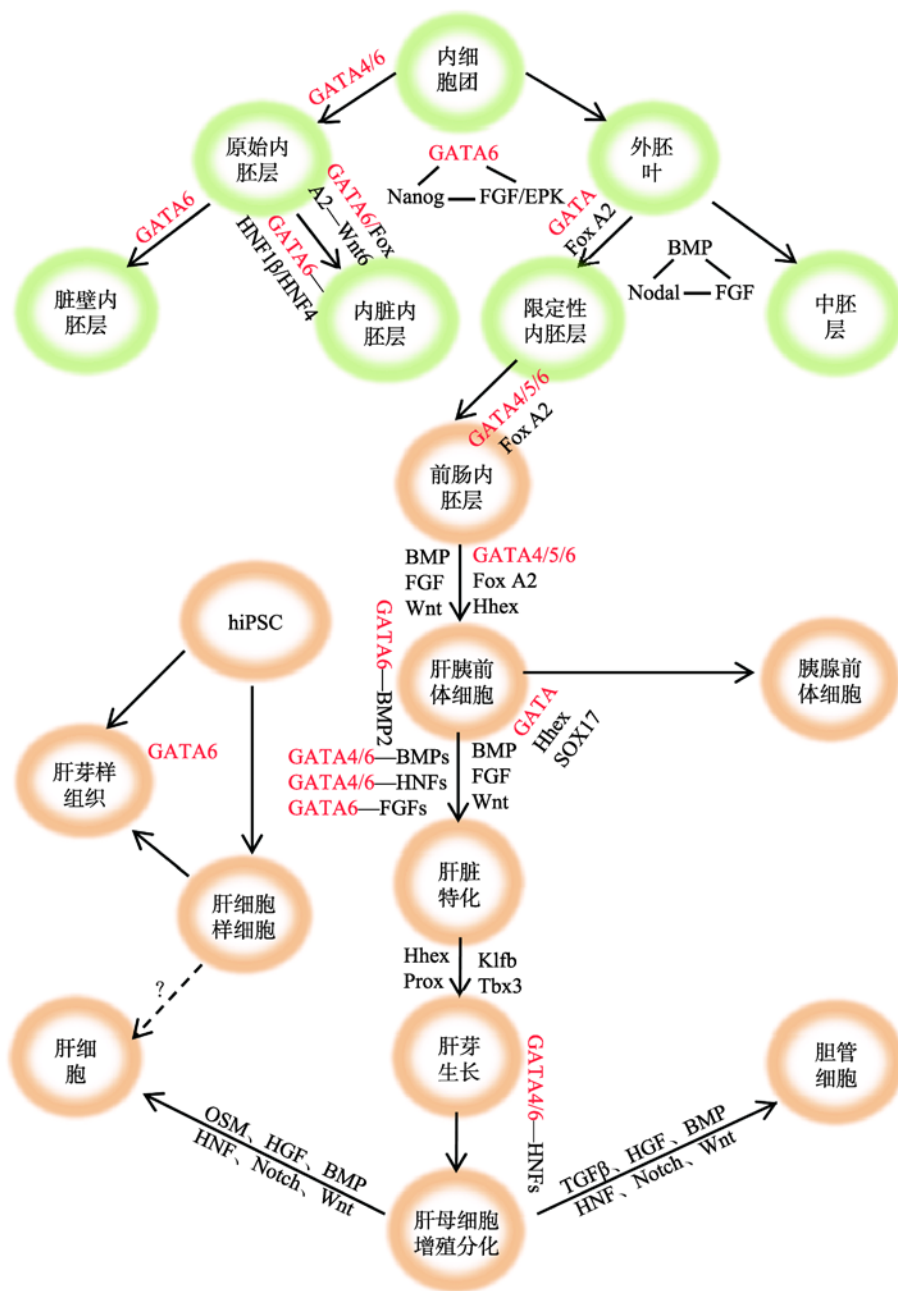 内细
胞团
GATA4/6
原始内
胚层
GATA6
Nanog
FGF/EPK
外胚
叶
GATA6
GATA6/Fox
A2—Wnt6
GATA6—
HNF1β/HNF4
GATA
Fox A2
BMP
Nodal
FGF
脏壁内
胚层
内脏内
胚层
限定性
内胚层
中胚
层
GATA4/5/6
Fox A2
前肠内
胚层
BMP
FGF
Wnt
GATA4/5/6
Fox A2
Hhex
hiPSC
GATA6—BMP2
肝胰前
体细胞
胰腺前
体细胞
GATA
Hhex
SOX17
GATA6
肝芽样
组织
GATA4/6—BMPs
GATA4/6—HNFs
GATA6—FGFs
BMP
FGF
Wnt
肝脏
特化
肝细胞
样细胞
Hhex
Prox
Klfb
Tbx3
?
肝细
胞
肝芽
生长
GATA4/6—HNFs
胆管
细胞
OSM、HGF、BMP
HNF、Notch、Wnt
TGFβ、HGF、BMP
HNF、Notch、Wnt
肝母细胞
增殖分化